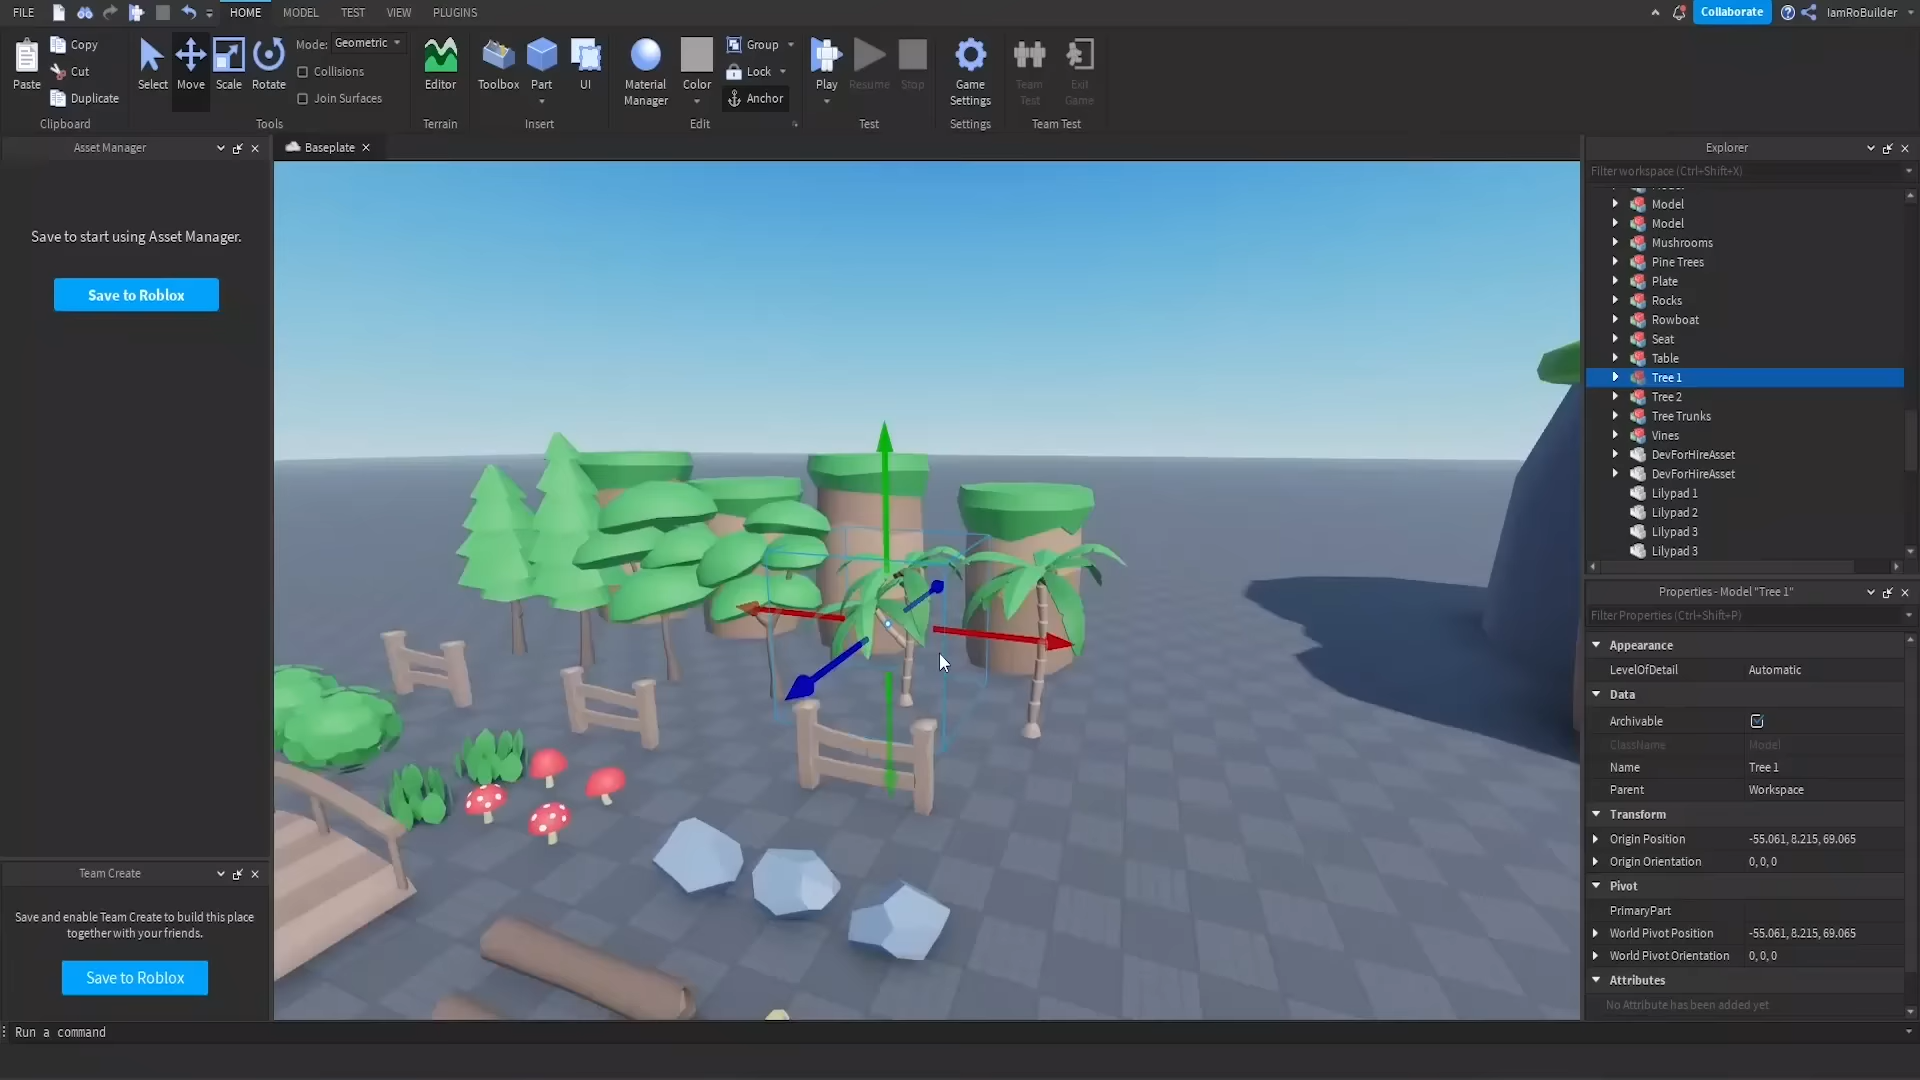 FILE HOME MODEL TEST VIEW PLUGINS Collaborate IamRoBuilder
Paste
Copy
Cut
Duplicate
Clipboard
Select
Move
Scale
Rotate
Mode: Geometric
Collisions
Join Surfaces
Tools
Editor
Terrain
Toolbox
Part
UI
Insert
Material
Manager
Color
Group
Lock
Anchor
Edit
Play
Resume
Stop
Test
Game
Settings
Settings
Team
Test
Exit
Game
Team Test
Asset Manager
Save to start using Asset Manager.
Save to Roblox
Team Create
Save and enable Team Create to build this place
together with your friends.
Save to Roblox
Baseplate
Explorer
Filter workspace (Ctrl+Shift+X)
Model
Model
Mushrooms
Pine Trees
Plate
Rocks
Rowboat
Seat
Table
Tree 1
Tree 2
Tree Trunks
Vines
DevForHireAsset
DevForHireAsset
Lilypad 1
Lilypad 2
Lilypad 3
Lilypad 3
Properties - Model "Tree 1"
Filter Properties (Ctrl+Shift+P)
Appearance
LevelOfDetail Automatic
Data
Archivable
ClassName Model
Name Tree 1
Parent Workspace
Transform
Origin Position -55.061, 8.215, 69.065
Origin Orientation 0, 0, 0
Pivot
PrimaryPart
World Pivot Position -55.061, 8.215, 69.065
World Pivot Orientation 0, 0, 0
Attributes
No Attribute has been added yet
Run a command